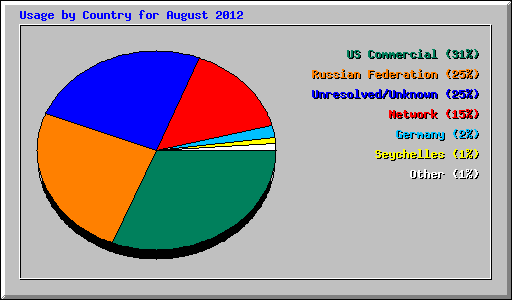 Usage by Country for August 2012
US Commercial (31%)
Russian Federation (25%)
Unresolved/Unknown (25%)
Network (15%)
Germany (2%)
Seychelles (1%)
Other (1%)